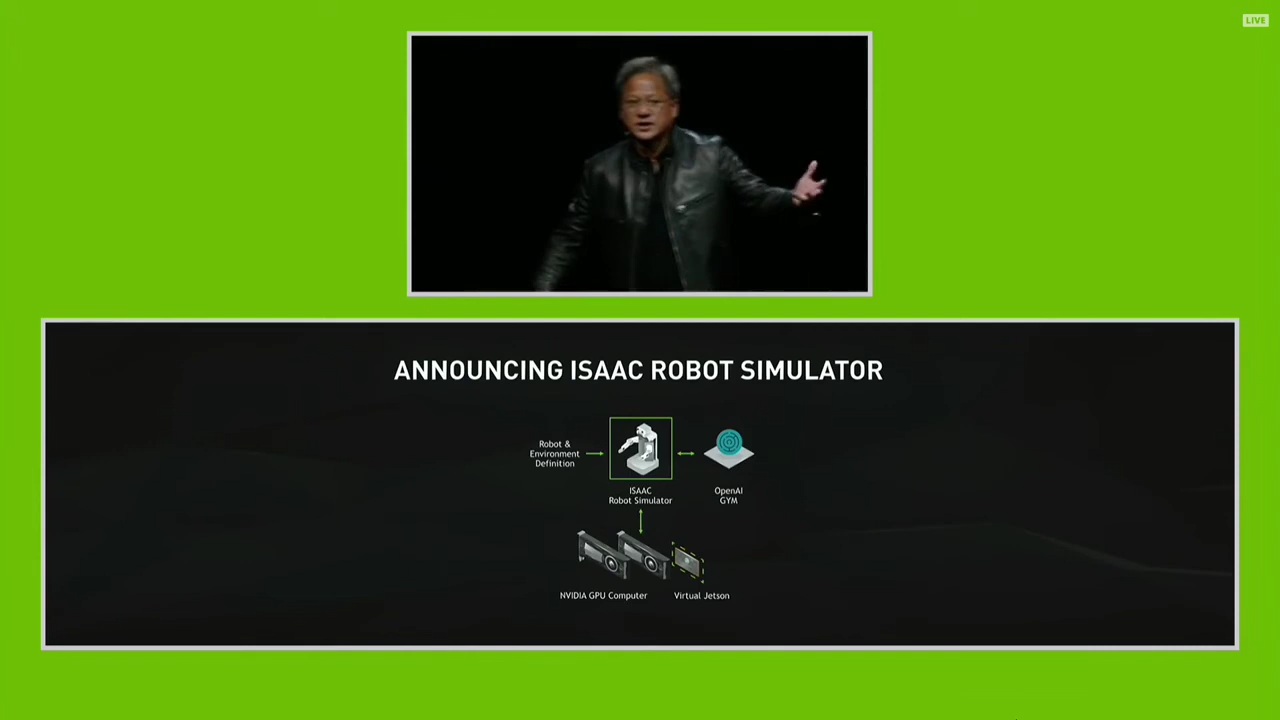 LIVE
ANNOUNCING ISAAC ROBOT SIMULATOR
Robot &
Environment
Definition
ISAAC
Robot Simulator
OpenAI
GYM
NVIDIA GPU Computer
Virtual Jetson